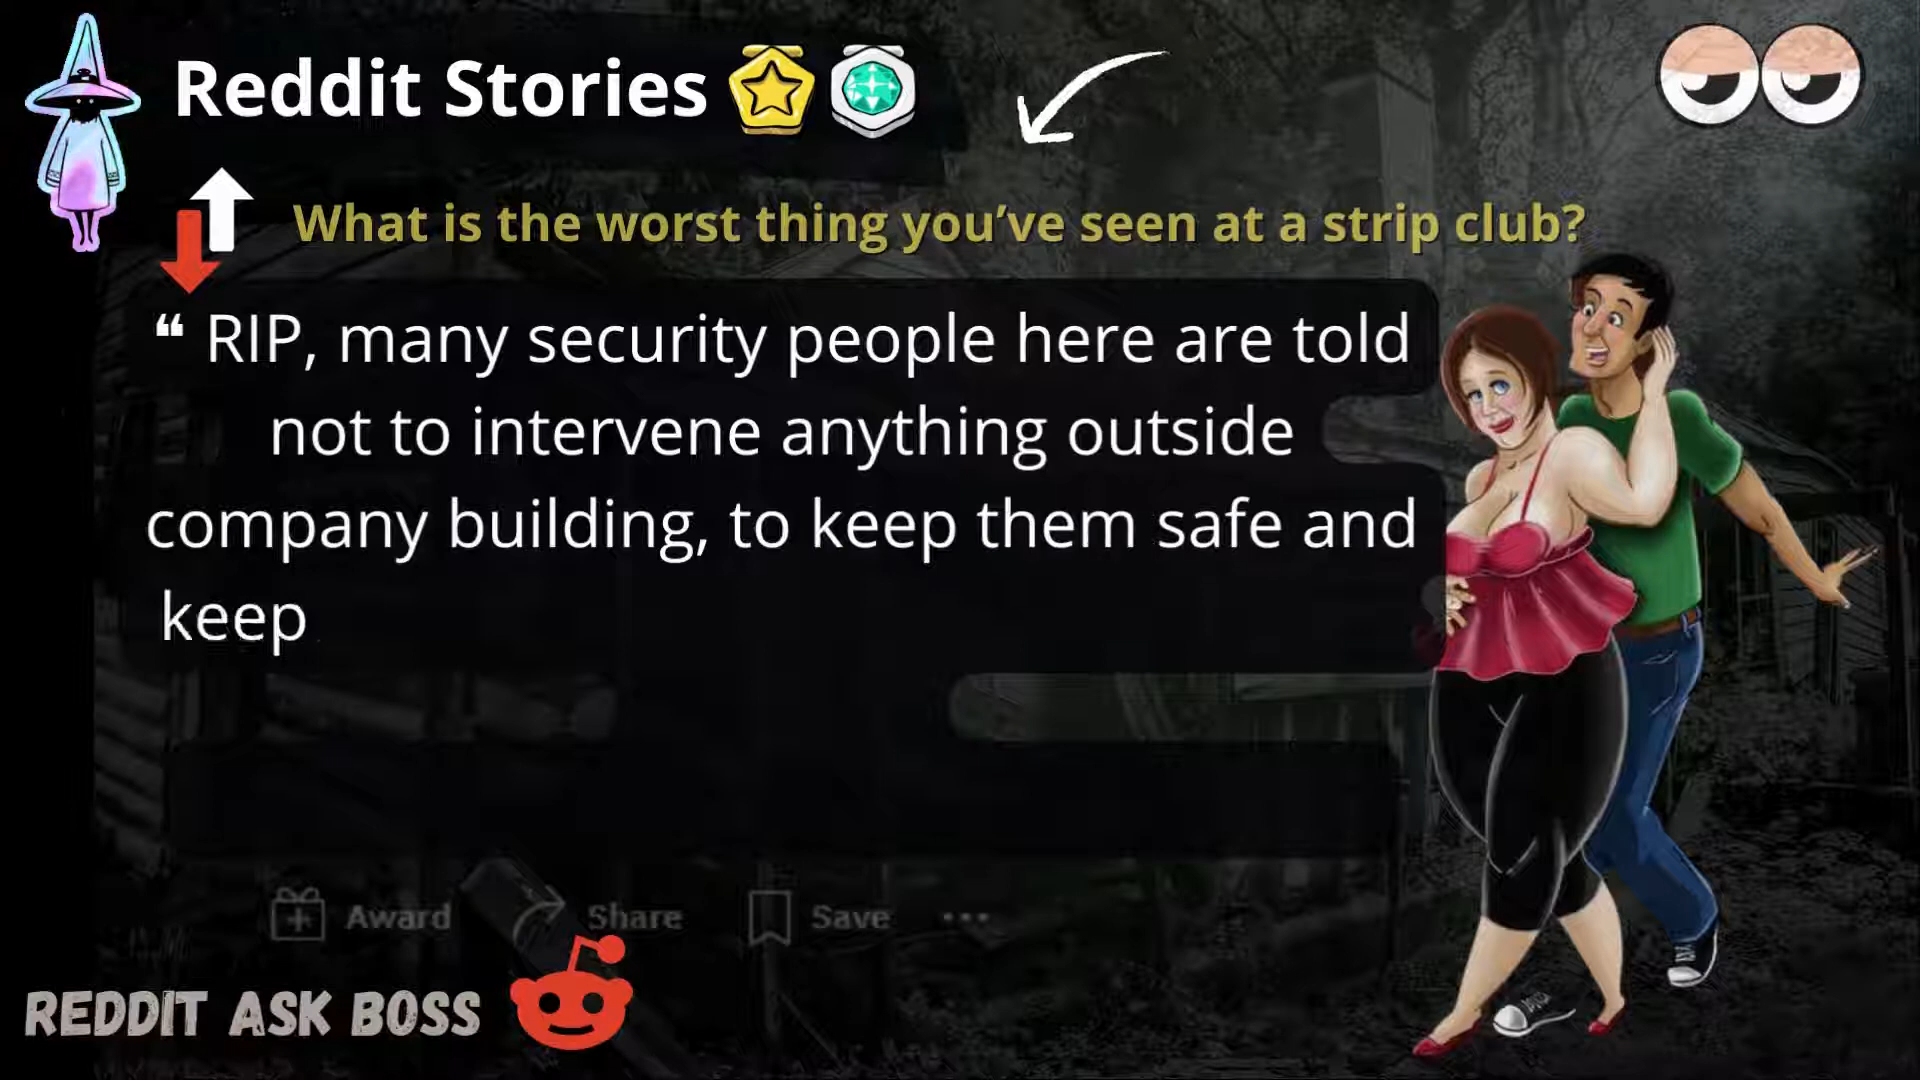 Reddit Stories
What is the worst thing you’ve seen at a strip club?
❝ RIP, many security people here are told
not to intervene anything outside
company building, to keep them safe and
keep
Award Share Save ...
REDDIT ASK BOSS